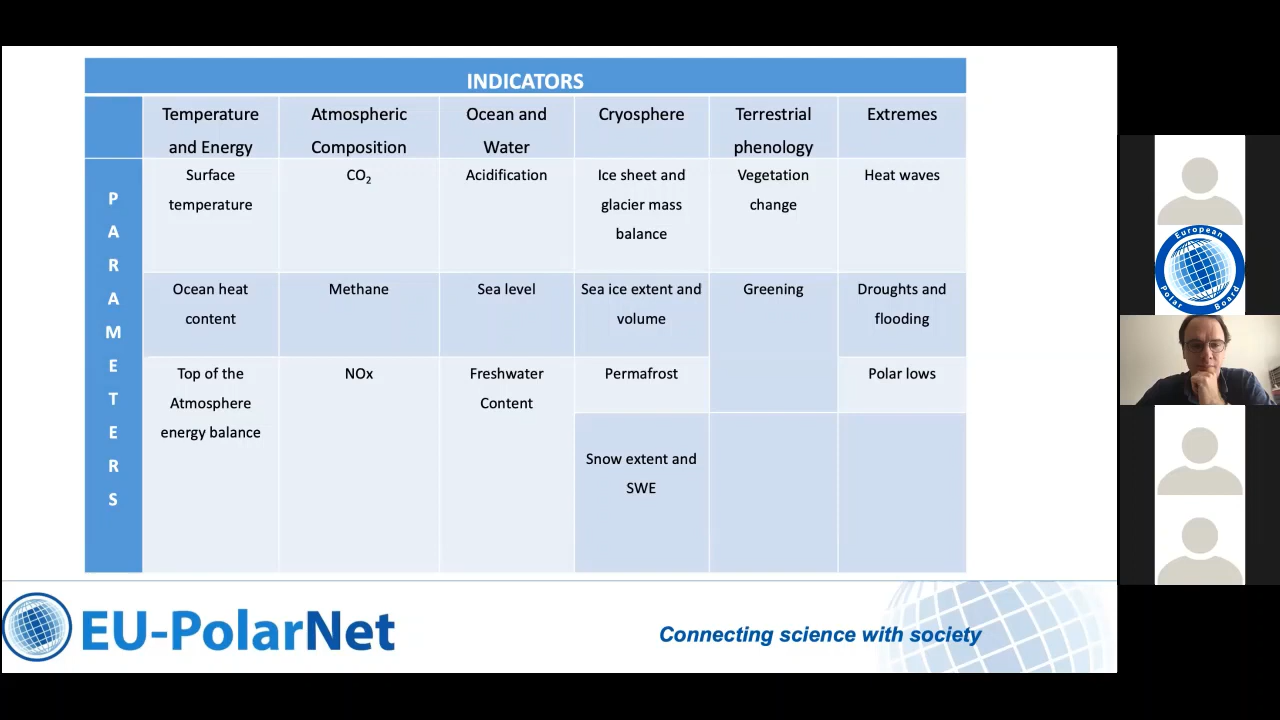 INDICATORS
Temperature
and Energy
Atmospheric
Composition
Ocean and
Water
Cryosphere
Terrestrial
phenology
Extremes
P
A
R
A
M
E
T
E
R
S
Surface
temperature
CO₂
Acidification
Ice sheet and
glacier mass
balance
Vegetation
change
Heat waves
Ocean heat
content
Methane
Sea level
Sea ice extent and
volume
Greening
Droughts and
flooding
Top of the
Atmosphere
energy balance
NOx
Freshwater
Content
Permafrost
Polar lows
Snow extent and
SWE
EU-PolarNet
Connecting science with society
European
Polar Board